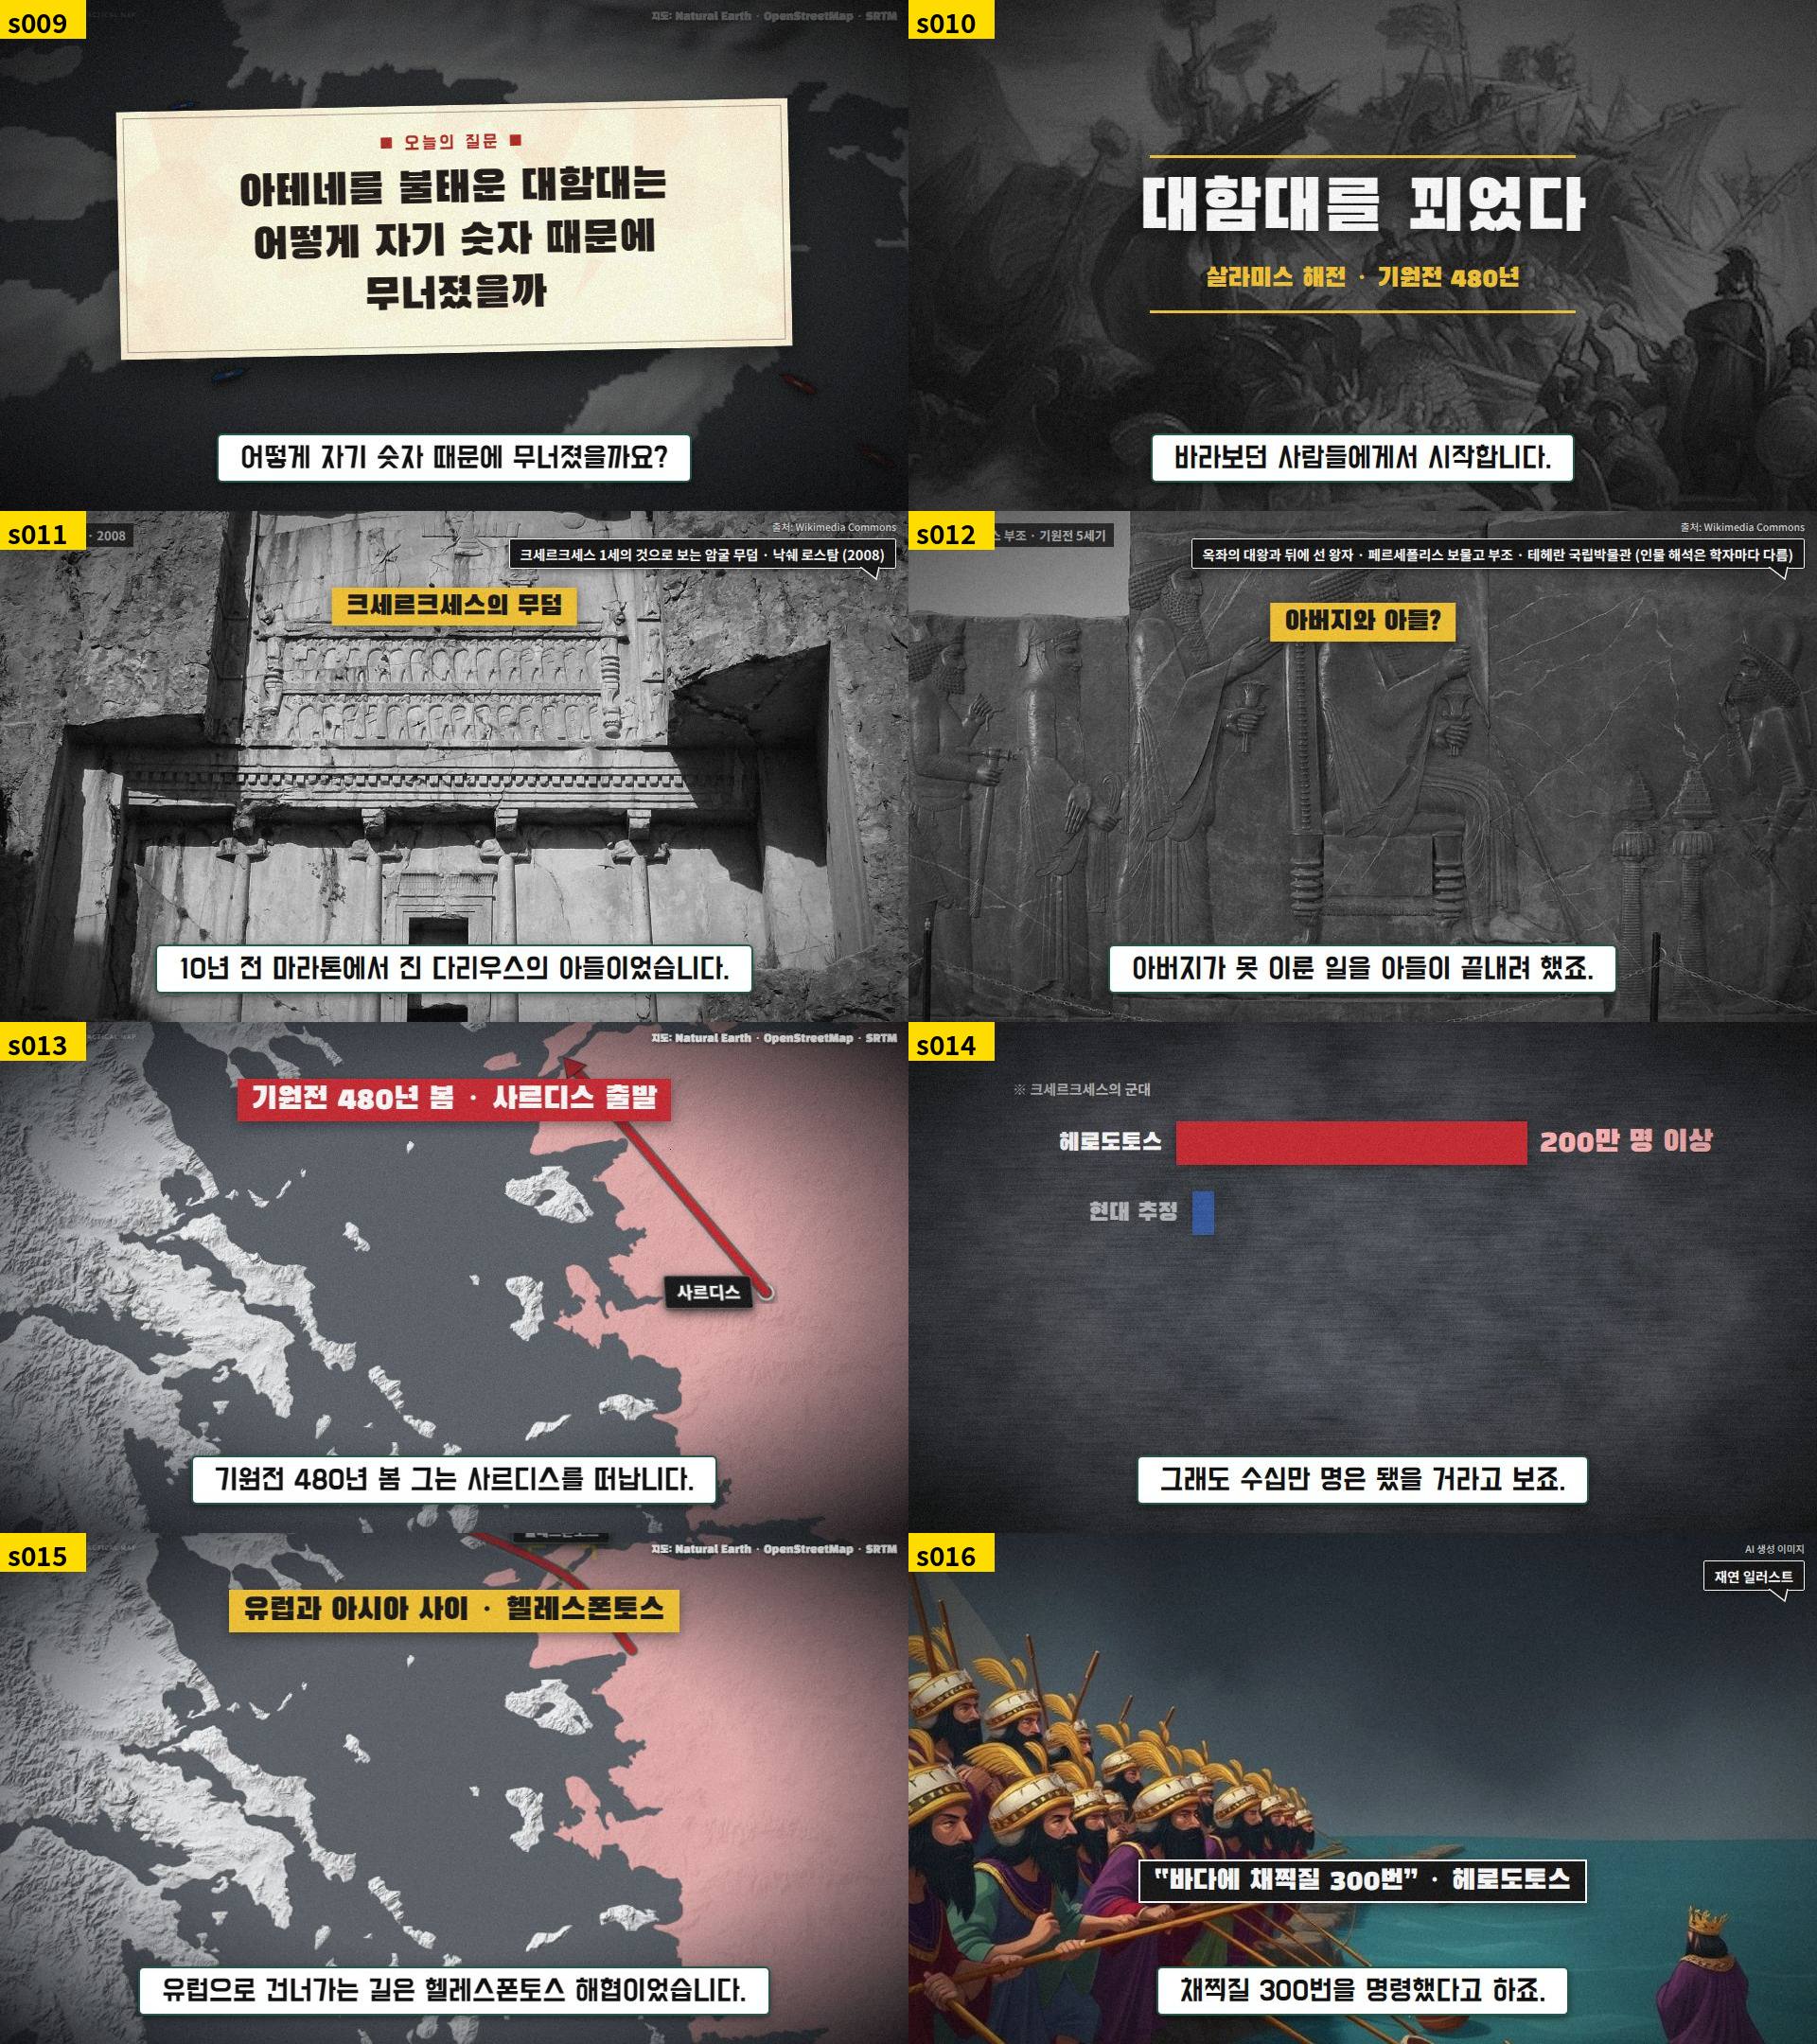 s009
지도: Natural Earth · OpenStreetMap · SRTM
■ 오늘의 질문 ■
아테네를 불태운 대함대는
어떻게 자기 숫자 때문에
무너졌을까
어떻게 자기 숫자 때문에 무너졌을까요?
s010
대함대를 꾀었다
살라미스 해전 · 기원전 480년
바라보던 사람들에게서 시작합니다.
s011
· 2008
출처: Wikimedia Commons
크세르크세스 1세의 것으로 보는 암굴 무덤 · 낙쉐 로스탐 (2008)
크세르크세스의 무덤
10년 전 마라톤에서 진 다리우스의 아들이었습니다.
s012
부조 · 기원전 5세기
출처: Wikimedia Commons
옥좌의 대왕과 뒤에 선 왕자 · 페르세폴리스 보물고 부조 · 테헤란 국립박물관 (인물 해석은 학자마다 다름)
아버지와 아들?
아버지가 못 이룬 일을 아들이 끝내려 했죠.
s013
지도: Natural Earth · OpenStreetMap · SRTM
기원전 480년 봄 · 사르디스 출발
사르디스
기원전 480년 봄 그는 사르디스를 떠납니다.
s014
※ 크세르크세스의 군대
헤로도토스
200만 명 이상
현대 추정
그래도 수십만 명은 됐을 거라고 보죠.
s015
지도: Natural Earth · OpenStreetMap · SRTM
유럽과 아시아 사이 · 헬레스폰토스
유럽으로 건너가는 길은 헬레스폰토스 해협이었습니다.
s016
AI 생성 이미지
재연 일러스트
“바다에 채찍질 300번” · 헤로도토스
채찍질 300번을 명령했다고 하죠.